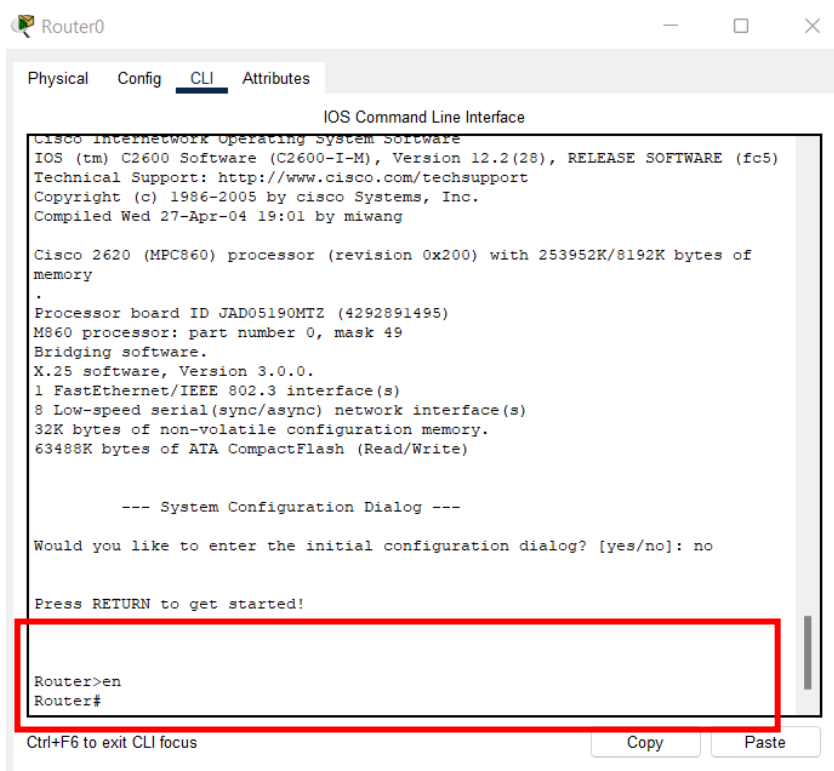 Router0
Physical Config CLI Attributes
IOS Command Line Interface
Cisco Internetwork Operating System Software
IOS (tm) C2600 Software (C2600-I-M), Version 12.2(28), RELEASE SOFTWARE (fc5)
Technical Support: http://www.cisco.com/techsupport
Copyright (c) 1986-2005 by cisco Systems, Inc.
Compiled Wed 27-Apr-04 19:01 by miwang
Cisco 2620 (MPC860) processor (revision 0x200) with 253952K/8192K bytes of
memory
.
Processor board ID JAD05190MTZ (4292891495)
M860 processor: part number 0, mask 49
Bridging software.
X.25 software, Version 3.0.0.
1 FastEthernet/IEEE 802.3 interface(s)
8 Low-speed serial(sync/async) network interface(s)
32K bytes of non-volatile configuration memory.
63488K bytes of ATA CompactFlash (Read/Write)
--- System Configuration Dialog ---
Would you like to enter the initial configuration dialog? [yes/no]: no
Press RETURN to get started!
Router>en
Router#
Ctrl+F6 to exit CLI focus
Copy Paste